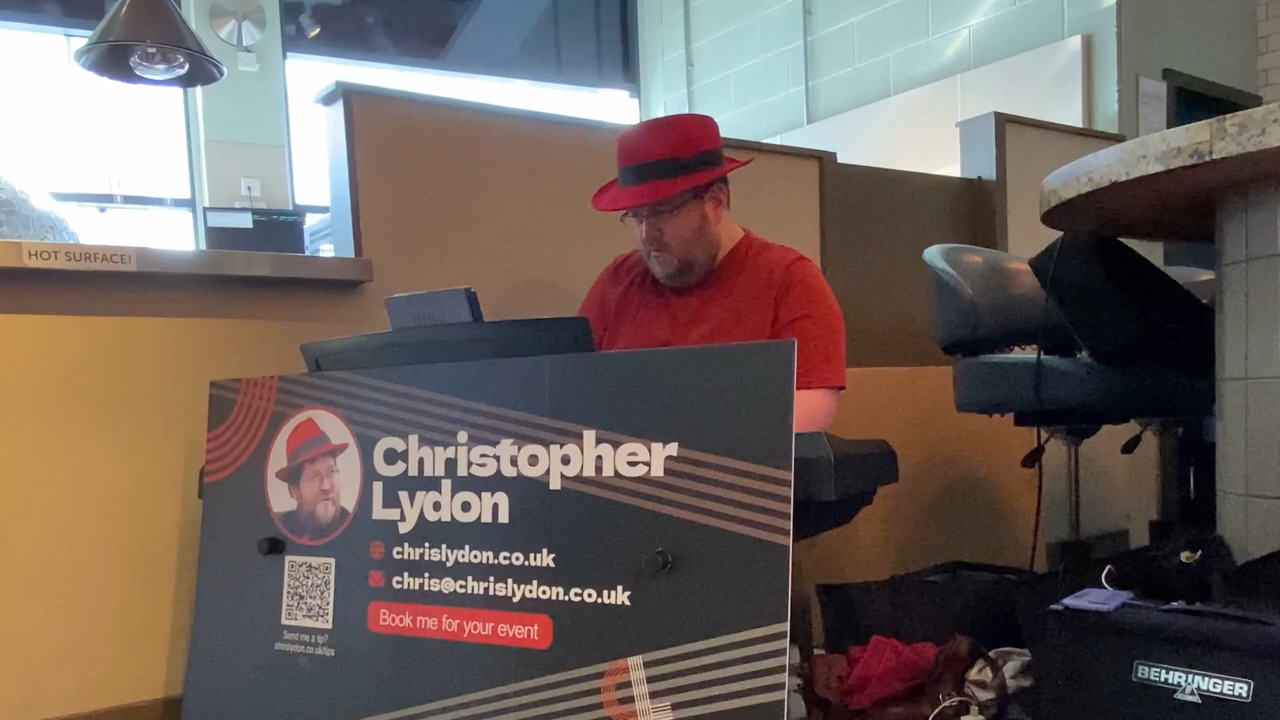 HOT SURFACE!
Christopher
Lydon
chrislydon.co.uk
chris@chrislydon.co.uk
Book me for your event
Send me a tip?
chrislydon.co.uk/tips
BEHRINGER